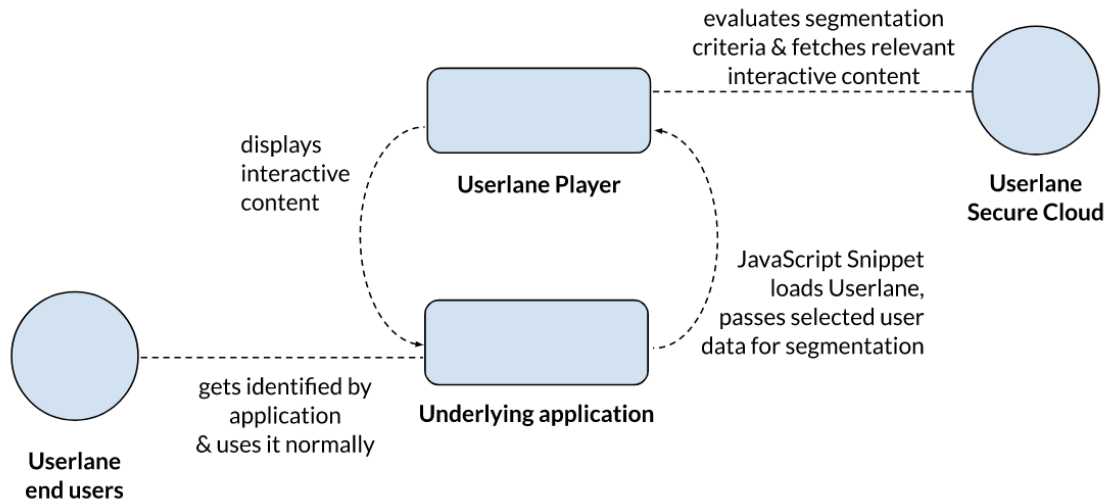 evaluates segmentation
criteria & fetches relevant
interactive content
displays
interactive
content
Userlane Player
Userlane
Secure Cloud
JavaScript Snippet
loads Userlane,
passes selected user
data for segmentation
gets identified by
application
& uses it normally
Underlying application
Userlane
end users